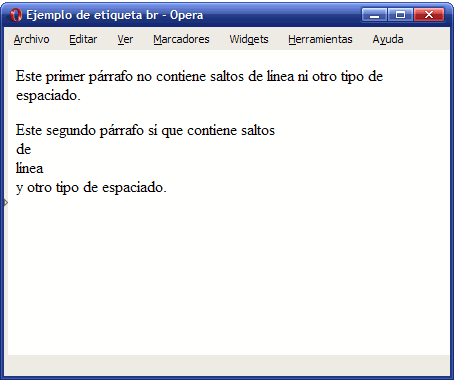 Ejemplo de etiqueta br - Opera
Archivo Editar Ver Marcadores Widgets Herramientas Ayuda
Este primer párrafo no contiene saltos de línea ni otro tipo de
espaciado.
Este segundo párrafo sí que contiene saltos
de
línea
y otro tipo de espaciado.